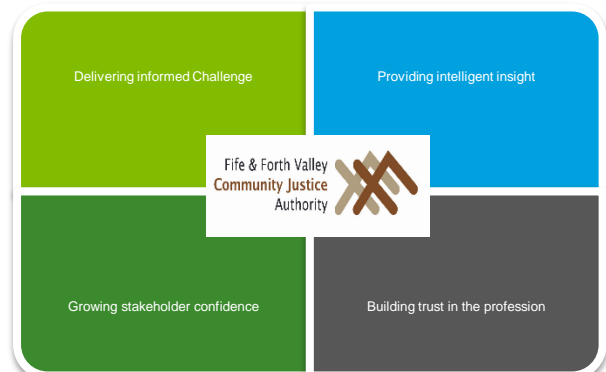 Delivering informed Challenge
Providing intelligent insight
Fife & Forth Valley
Community Justice
Authority
Growing stakeholder confidence
Building trust in the profession